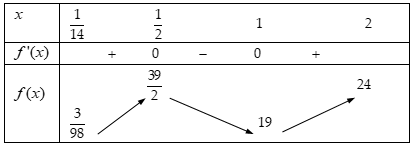 x 1/14 1/2 1 2
f'(x) + 0 − 0 +
f(x) 3/98 39/2 19 24